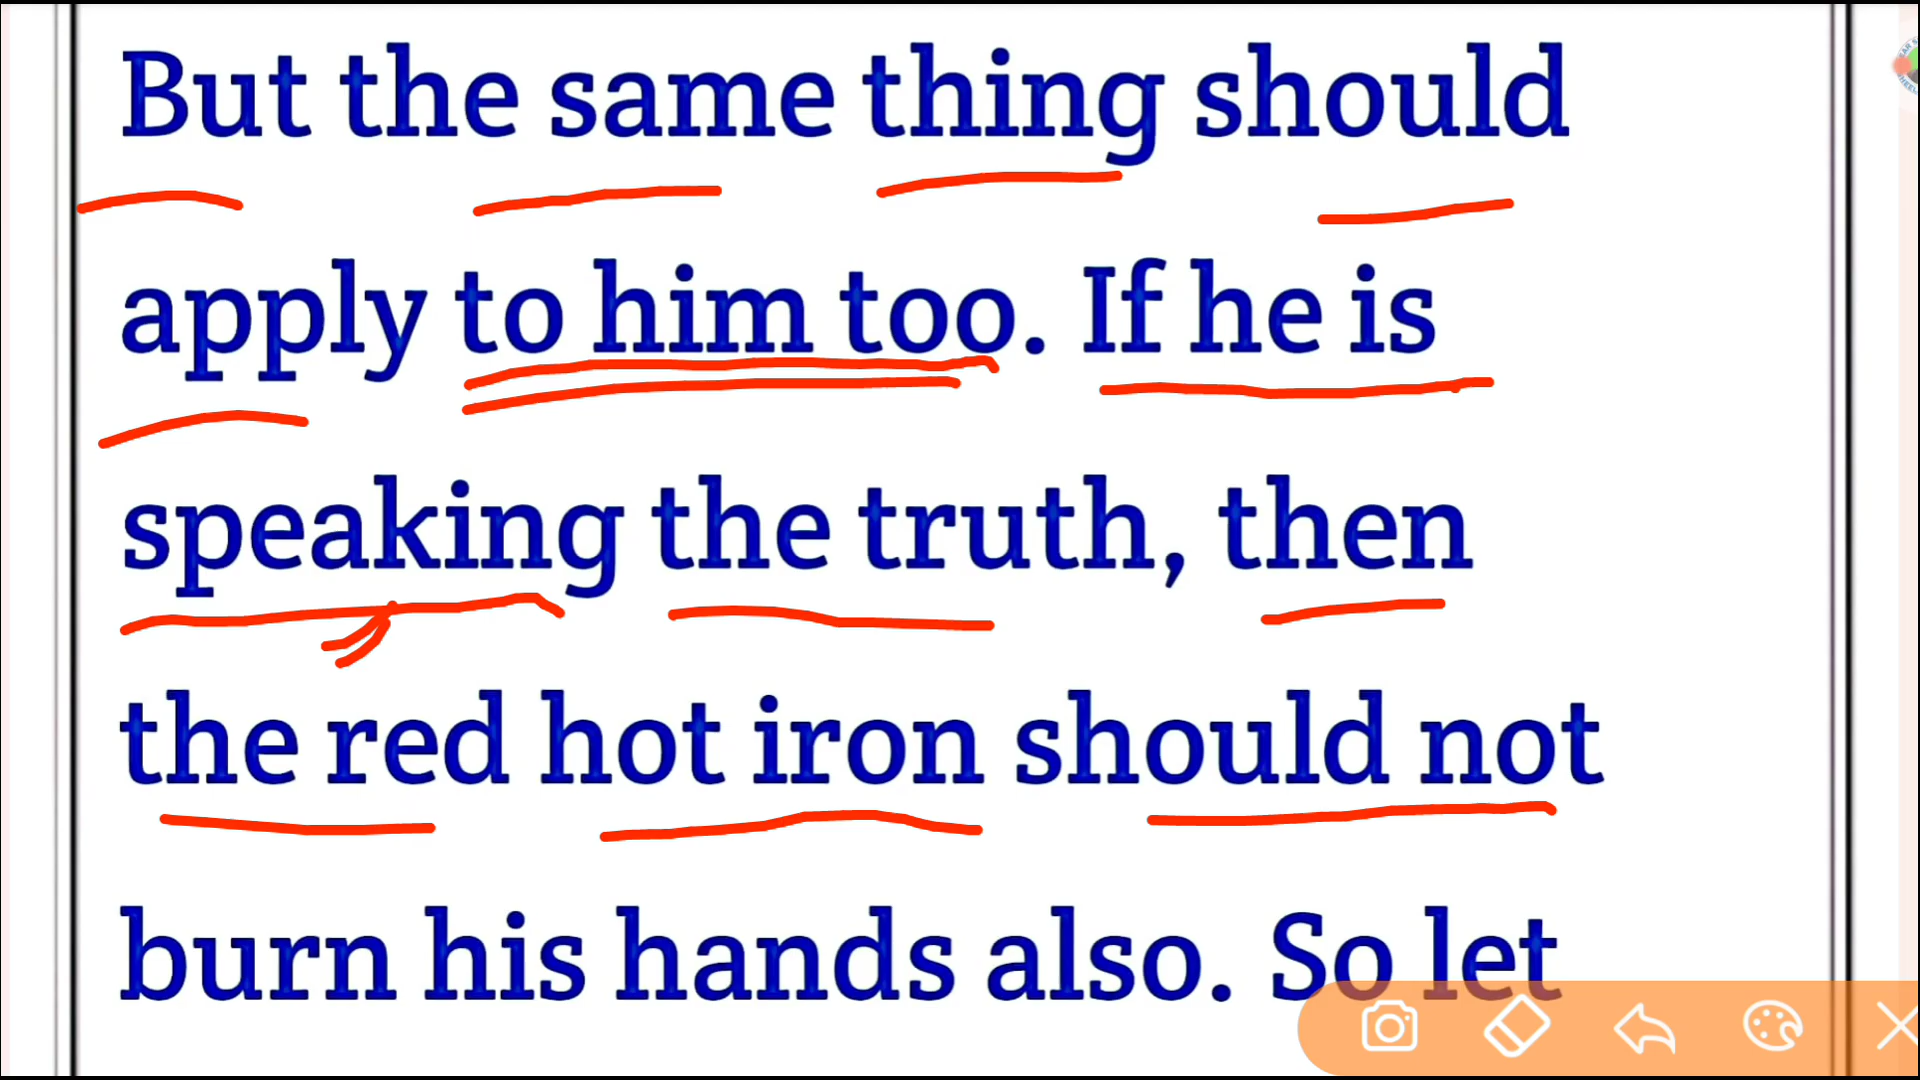 But the same thing should
apply to him too. If he is
speaking the truth, then
the red hot iron should not
burn his hands also. So let